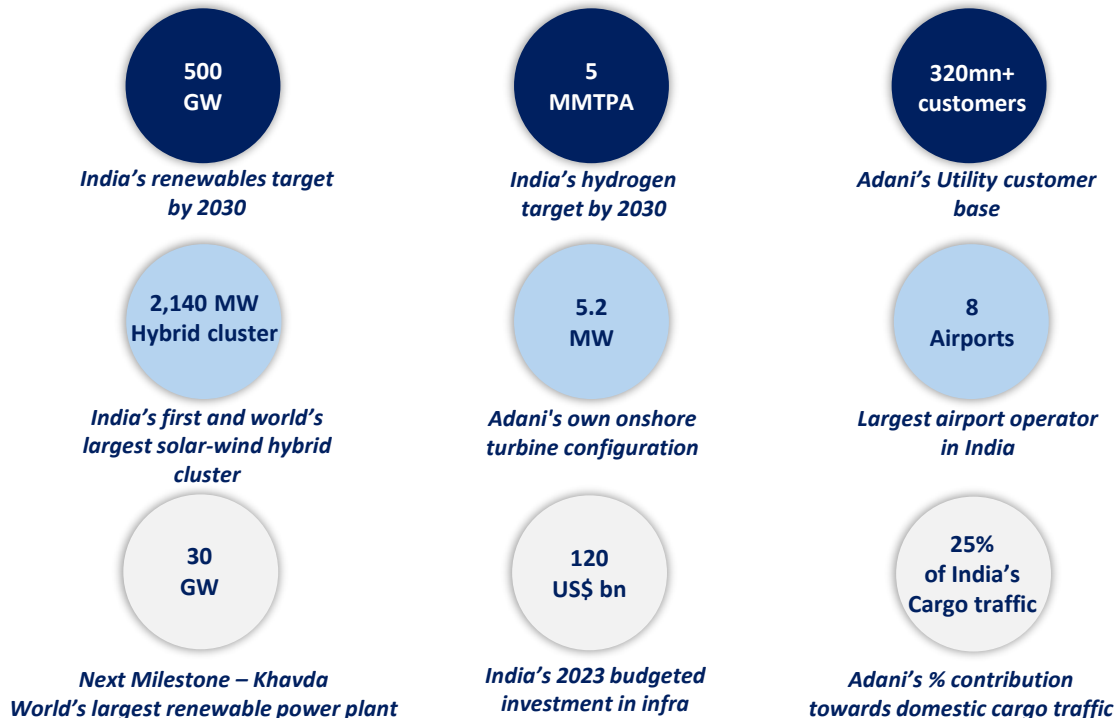 500
GW
India’s renewables target
by 2030
5
MMTPA
India’s hydrogen
target by 2030
320mn+
customers
Adani’s Utility customer
base
2,140 MW
Hybrid cluster
India’s first and world’s
largest solar-wind hybrid
cluster
5.2
MW
Adani's own onshore
turbine configuration
8
Airports
Largest airport operator
in India
30
GW
Next Milestone – Khavda
World’s largest renewable power plant
120
US$ bn
India’s 2023 budgeted
investment in infra
25%
of India’s
Cargo traffic
Adani’s % contribution
towards domestic cargo traffic